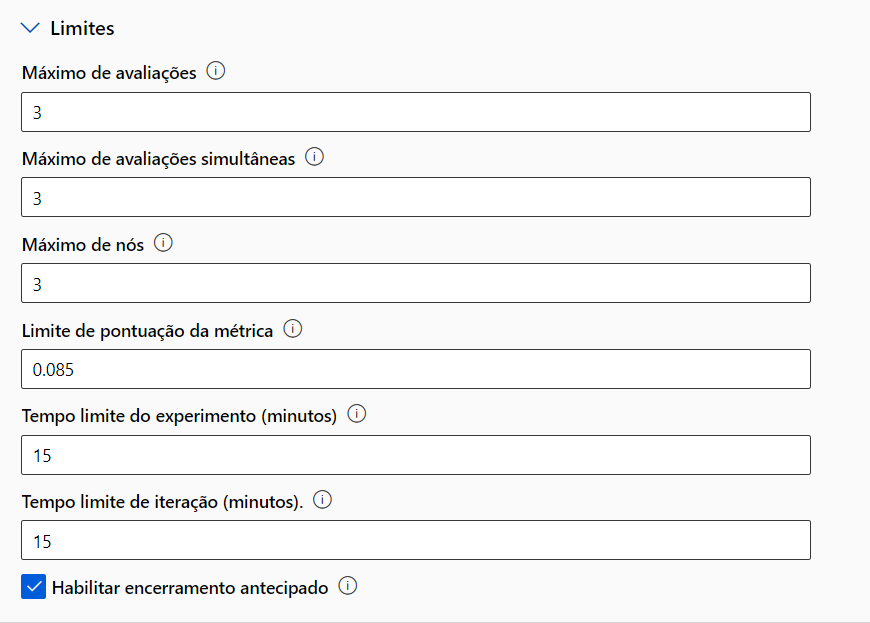 Limites
Máximo de avaliações
3
Máximo de avaliações simultâneas
3
Máximo de nós
3
Limite de pontuação da métrica
0.085
Tempo limite do experimento (minutos)
15
Tempo limite de iteração (minutos).
15
Habilitar encerramento antecipado